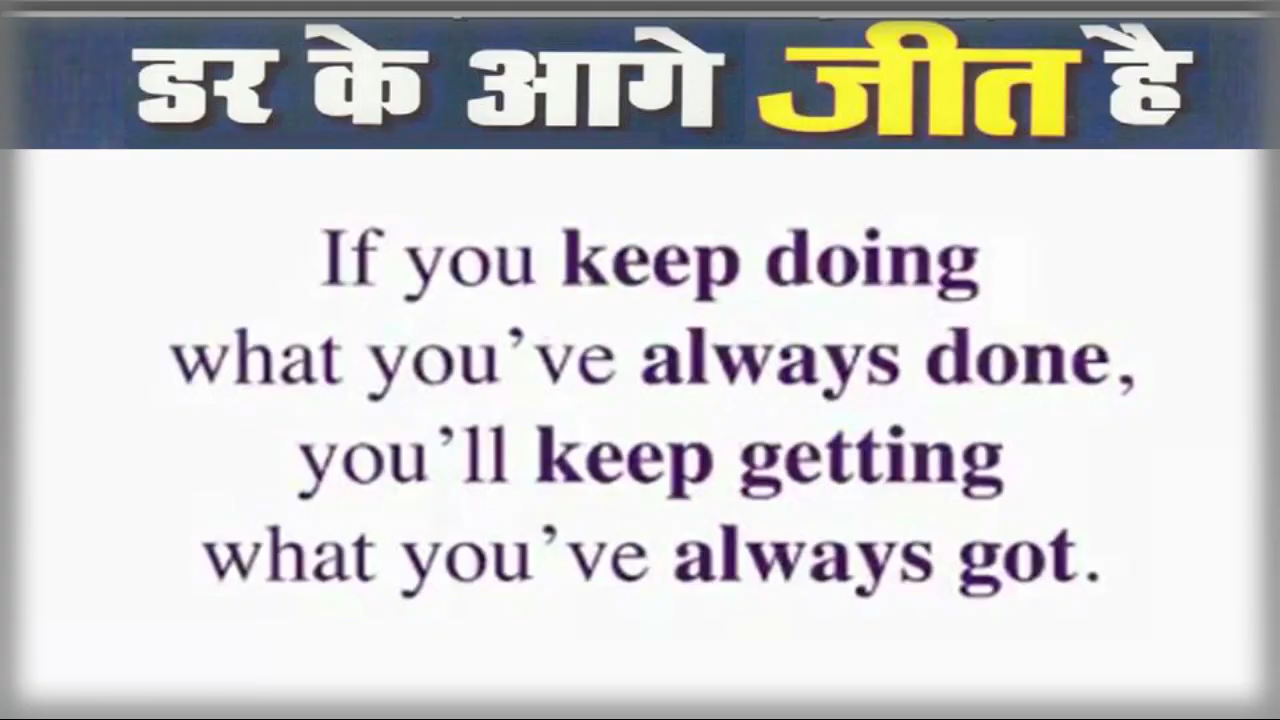 डर के आगे जीत है
If you keep doing
what you’ve always done,
you’ll keep getting
what you’ve always got.